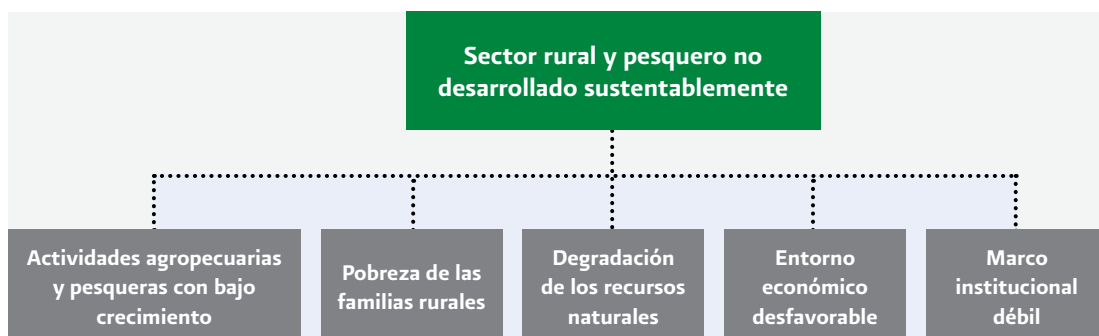 Sector rural y pesquero no
desarrollado sustentablemente
Actividades agropecuarias
y pesqueras con bajo
crecimiento
Pobreza de las
familias rurales
Degradación
de los recursos
naturales
Entorno
económico
desfavorable
Marco
institucional
débil